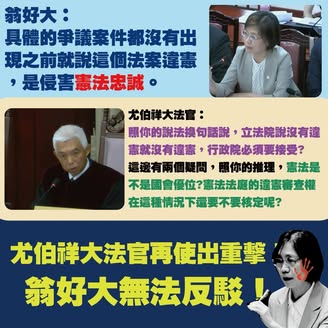 翁好大：
具體的爭議案件都沒有出
現之前就說這個法案違憲
，是侵害憲法忠誠。
尤伯祥大法官：
照你的說法換句話說，立法院說沒有違
憲就沒有違憲，行政院必須要接受?
這邊有兩個疑問，照你的推理，憲法是
不是國會優位?憲法法庭的違憲審查權
在這種情況下還要不要核定呢?
尤伯祥大法官再使出重擊
翁好大無法反駁！